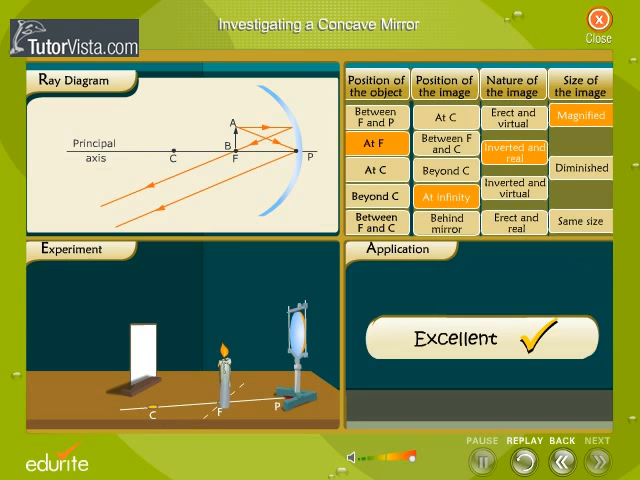 Investigating a Concave Mirror
Close
TutorVista.com
Ray Diagram
A
Principal
axis
C
B
F
P
Position of
the object
Position of
the image
Nature of
the image
Size of
the image
Between
F and P
At C
Erect and
virtual
Magnified
At F
Between F
and C
Inverted and
real
At C
Beyond C
Inverted and
virtual
Diminished
Beyond C
At infinity
Between
F and C
Behind
mirror
Erect and
real
Same size
Experiment
C
F
P
Application
Excellent
PAUSE REPLAY BACK NEXT
edurite